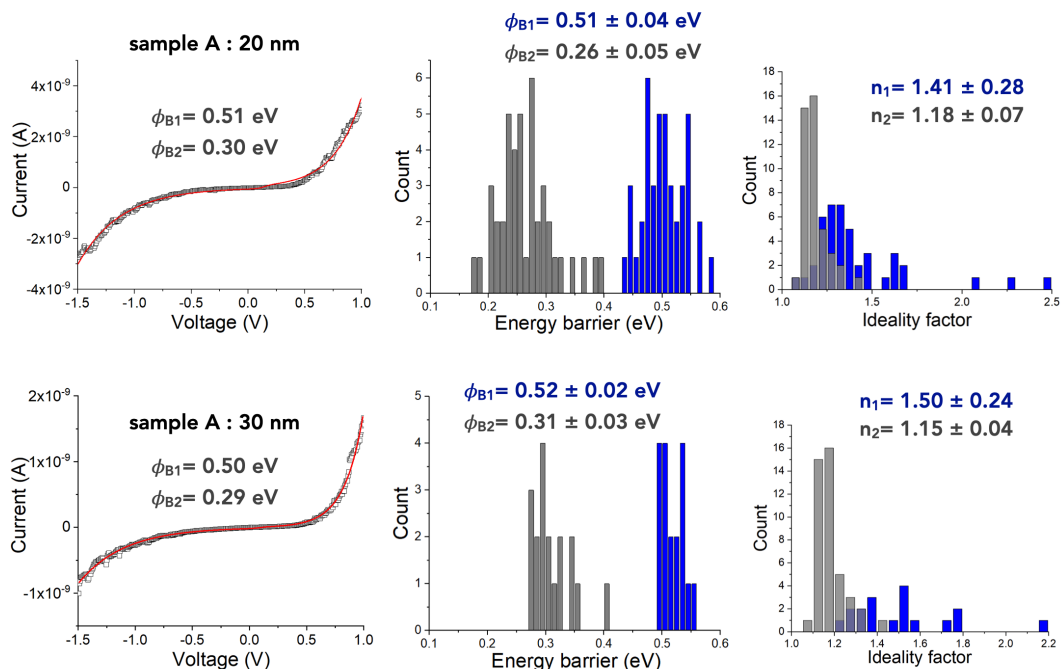 sample A : 20 nm
ϕB1= 0.51 eV
ϕB2= 0.30 eV
4x10-9
2x10-9
0
-2x10-9
-4x10-9
-1.5 -1.0 -0.5 0.0 0.5 1.0
Current (A)
Voltage (V)
ϕB1= 0.51 ± 0.04 eV
ϕB2= 0.26 ± 0.05 eV
6
5
4
3
2
1
0
0.1 0.2 0.3 0.4 0.5 0.6
Count
Energy barrier (eV)
n1= 1.41 ± 0.28
n2= 1.18 ± 0.07
18
16
14
12
10
8
6
4
2
0
1.0 1.5 2.0 2.5
Count
Ideality factor
sample A : 30 nm
ϕB1= 0.50 eV
ϕB2= 0.29 eV
2x10-9
1x10-9
0
-1x10-9
-1.5 -1.0 -0.5 0.0 0.5 1.0
Current (A)
Voltage (V)
ϕB1= 0.52 ± 0.02 eV
ϕB2= 0.31 ± 0.03 eV
5
4
3
2
1
0
0.1 0.2 0.3 0.4 0.5 0.6
Count
Energy barrier (eV)
n1= 1.50 ± 0.24
n2= 1.15 ± 0.04
18
16
14
12
10
8
6
4
2
0
1.0 1.2 1.4 1.6 1.8 2.0 2.2
Count
Ideality factor